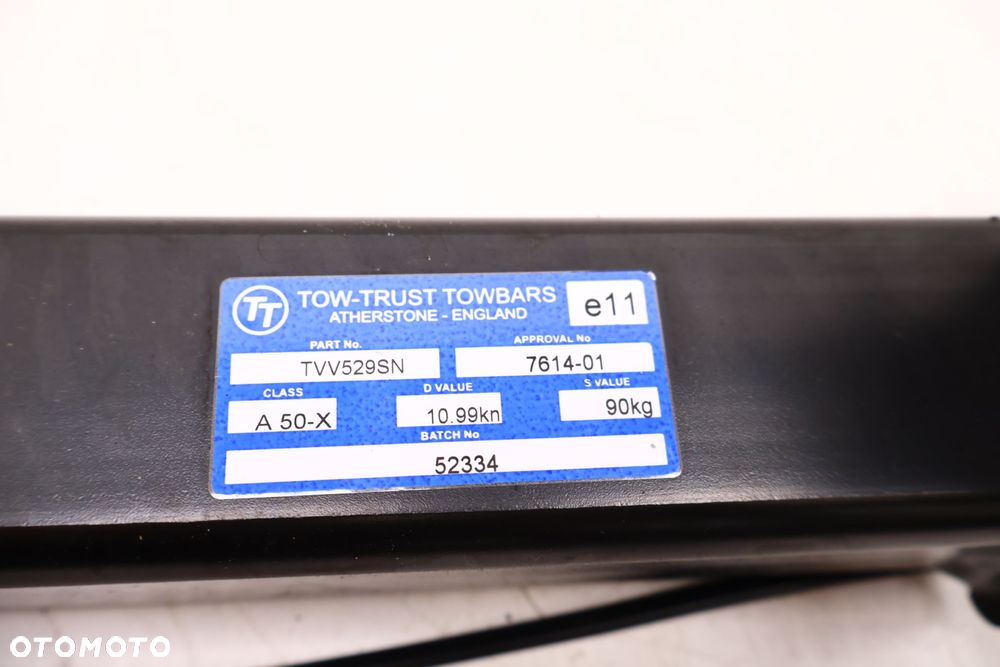 TT TOW-TRUST TOWBARS e11
ATHERSTONE - ENGLAND
PART No. APPROVAL No
TVV529SN 7614-01
CLASS D VALUE S VALUE
A 50-X 10.99kn 90kg
BATCH No
52334
OTOMOTO